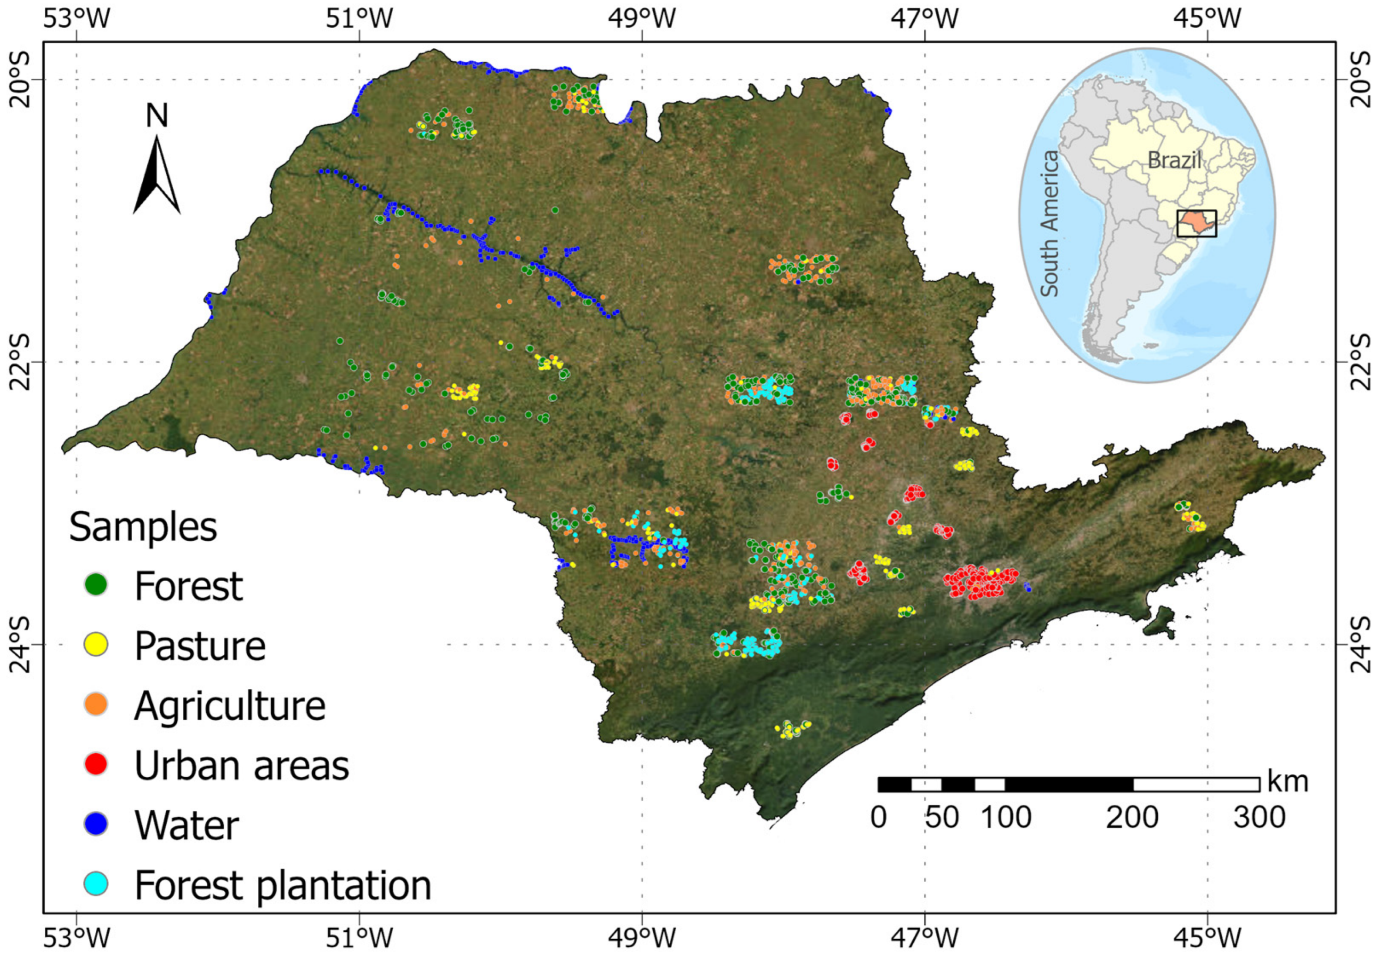 53°W 51°W 49°W 47°W 45°W
20°S 20°S
N
South America
Brazil
22°S 22°S
Samples
Forest
Pasture
24°S 24°S
Agriculture
Urban areas
km
0 50 100 200 300
Water
Forest plantation
53°W 51°W 49°W 47°W 45°W